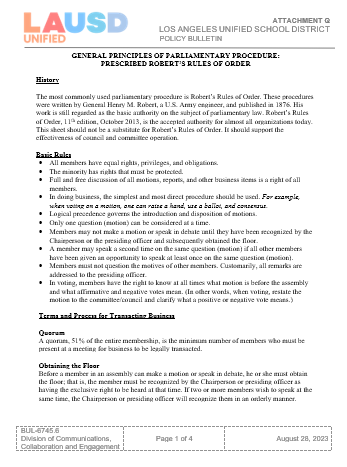 LAUSD
UNIFIED
ATTACHMENT Q
LOS ANGELES UNIFIED SCHOOL DISTRICT
POLICY BULLETIN
GENERAL PRINCIPLES OF PARLIAMENTARY PROCEDURE:
PRESCRIBED ROBERT'S RULES OF ORDER
History
The most commonly used parliamentary procedure is Robert's Rules of Order. These procedures
were written by General Henry M. Robert, a U.S. Army engineer, and published in 1876. His
work is still regarded as the basic authority on the subject of parliamentary law. Robert's Rules
of Order, 11th edition, October 2013, is the accepted authority for almost all organizations today.
This sheet should not be a substitute for Robert's Rules of Order. It should support the
effectiveness of council and committee operation.
Basic Rules
• All members have equal rights, privileges, and obligations.
• The minority has rights that must be protected.
• Full and free discussion of all motions, reports, and other business items is a right of all
members.
• In doing business, the simplest and most direct procedure should be used. For example,
when voting on a motion, one can raise a hand, use a ballot, and consensus.
• Logical precedence governs the introduction and disposition of motions.
• Only one question (motion) can be considered at a time.
• Members may not make a motion or speak in debate until they have been recognized by the
Chairperson or the presiding officer and subsequently obtained the floor.
• A member may speak a second time on the same question (motion) if all other members
have been given an opportunity to speak at least once on the same question (motion).
• Members must not question the motives of other members. Customarily, all remarks are
addressed to the presiding officer.
• In voting, members have the right to know at all times what motion is before the assembly
and what affirmative and negative votes mean. (In other words, when voting, restate the
motion to the committee/council and clarify what a positive or negative vote means.)
Terms and Process for Transacting Business
Quorum
A quorum, 51% of the entire membership, is the minimum number of members who must be
present at a meeting for business to be legally transacted.
Obtaining the Floor
Before a member in an assembly can make a motion or speak in debate, he or she must obtain
the floor; that is, the member must be recognized by the Chairperson or presiding officer as
having the exclusive right to be heard at that time. If two or more members wish to speak at the
same time, the Chairperson or presiding officer will recognize them in an orderly manner.
BUL-6745.6
Division of Communications,
Collaboration and Engagement
Page 1 of 4
August 28, 2023